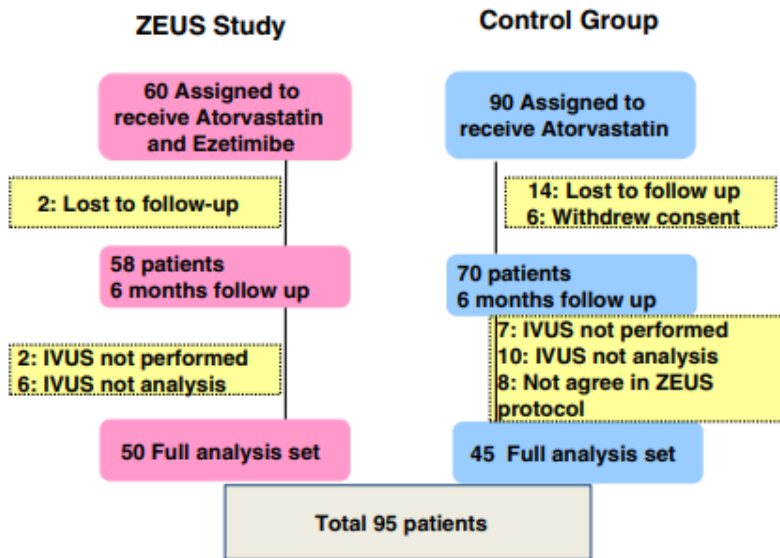 ZEUS Study
Control Group
60 Assigned to
receive Atorvastatin
and Ezetimibe
90 Assigned to
receive Atorvastatin
2: Lost to follow-up
14: Lost to follow up
6: Withdrew consent
58 patients
6 months follow up
70 patients
6 months follow up
2: IVUS not performed
6: IVUS not analysis
7: IVUS not performed
10: IVUS not analysis
8: Not agree in ZEUS
protocol
50 Full analysis set
45 Full analysis set
Total 95 patients